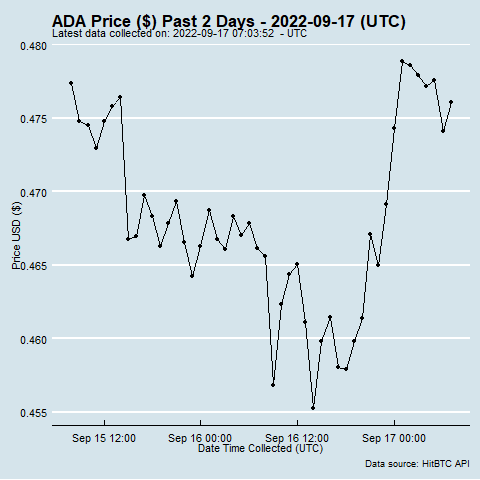 ADA Price ($) Past 2 Days - 2022-09-17 (UTC)
Latest data collected on: 2022-09-17 07:03:52  - UTC
0.480
0.475
0.470
0.465
0.460
0.455
Price USD ($)
Sep 15 12:00
Sep 16 00:00
Sep 16 12:00
Sep 17 00:00
Date Time Collected (UTC)
Data source: HitBTC API